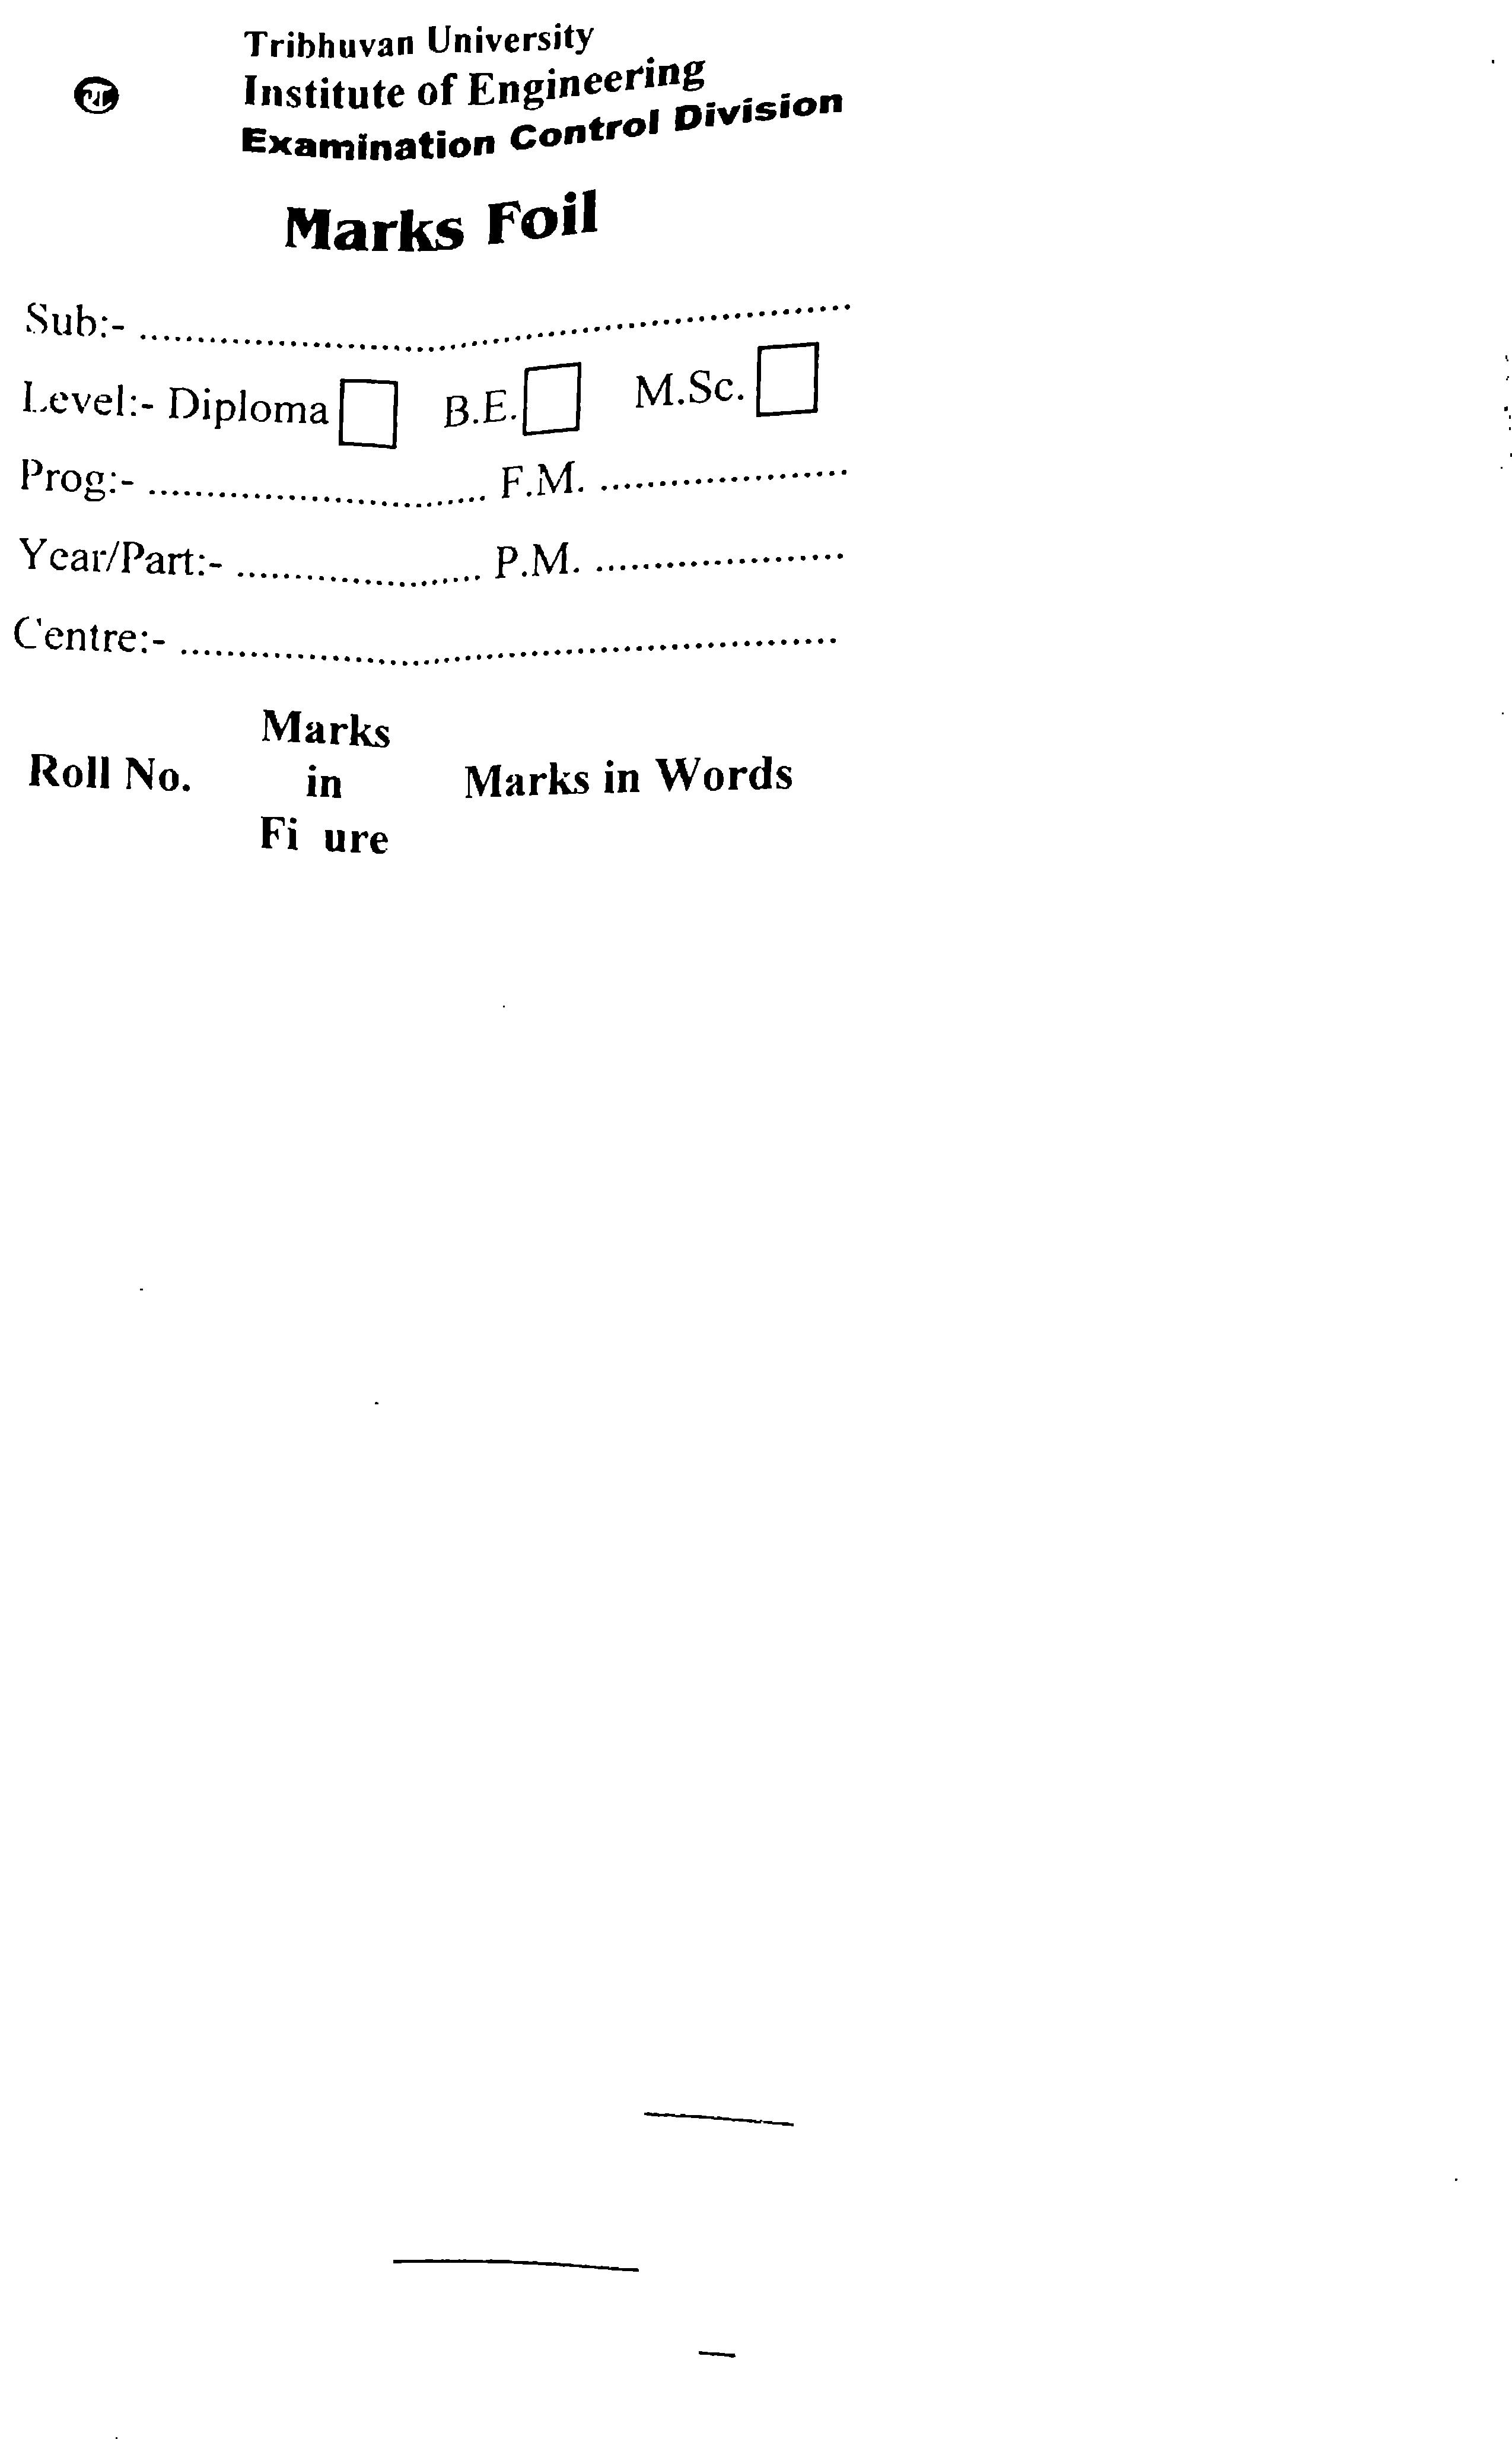 Tribhuvan University
Institute of Engineering
Examination Control Division
Marks Foil
Sub:- ............................................................
Level:- Diploma B.E. M.Sc.
Prog:- ............................. F.M. .....................
Year/Part:- ..................... P.M. .....................
Centre:- ........................................................
Marks
Roll No. in Marks in Words
Fi ure